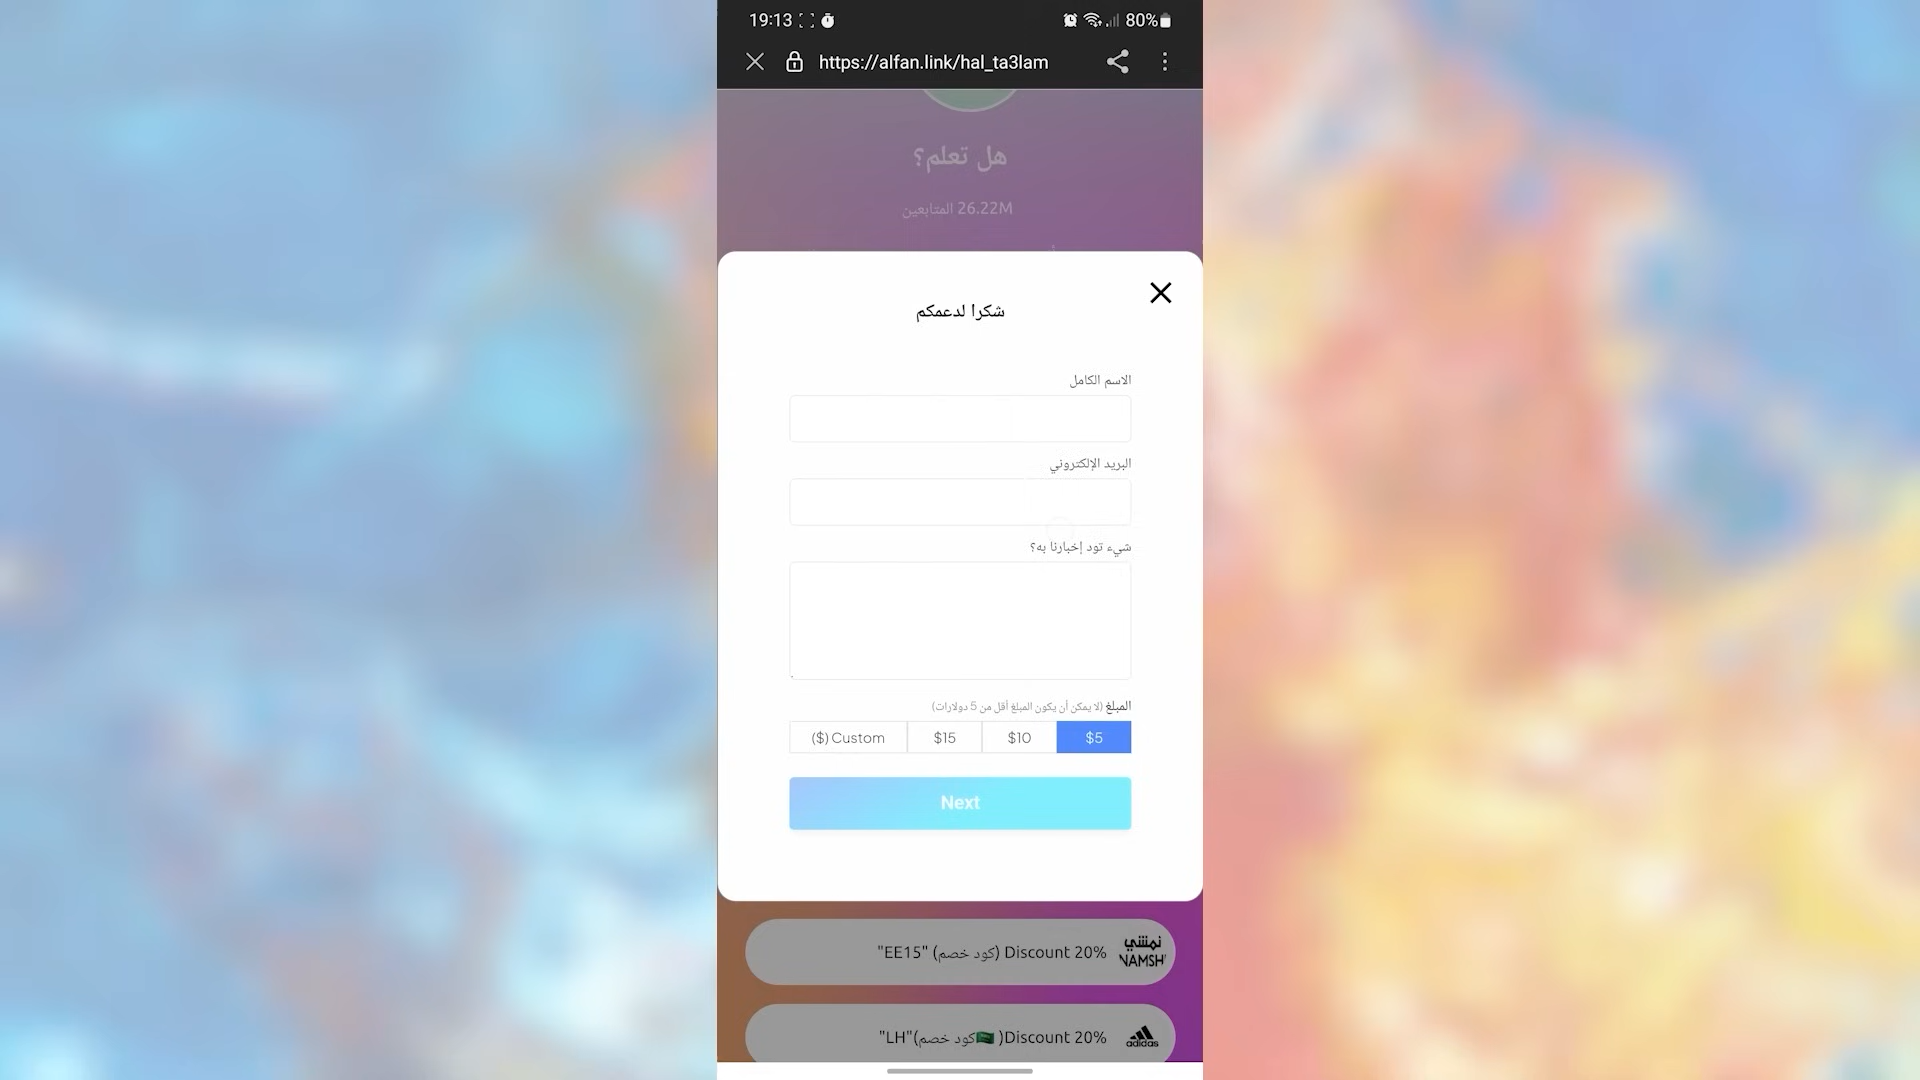 19:13
80%
https://alfan.link/hal_ta3lam
هل تعلم؟
26.22M المتابعين
شكرا لدعمكم
الاسم الكامل
البريد الإلكتروني
شيء تود إخبارنا به؟
المبلغ (لا يمكن أن يكون المبلغ أقل من 5 دولارات)
($) Custom
$15
$10
$5
Next
"EE15" (كود خصم) Discount 20%
نمشي
NAMSHI
"LH"(كود خصم🇸🇦 )Discount 20%
adidas